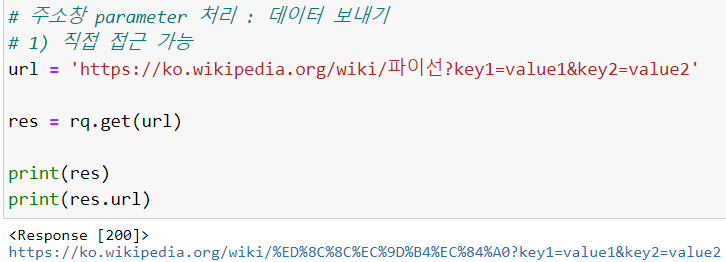 # 주소창 parameter 처리 : 데이터 보내기
# 1) 직접 접근 가능
url = 'https://ko.wikipedia.org/wiki/파이선?key1=value1&key2=value2'
res = rq.get(url)
print(res)
print(res.url)
<Response [200]>
https://ko.wikipedia.org/wiki/%ED%8C%8C%EC%9D%B4%EC%84%A0?key1=value1&key2=value2